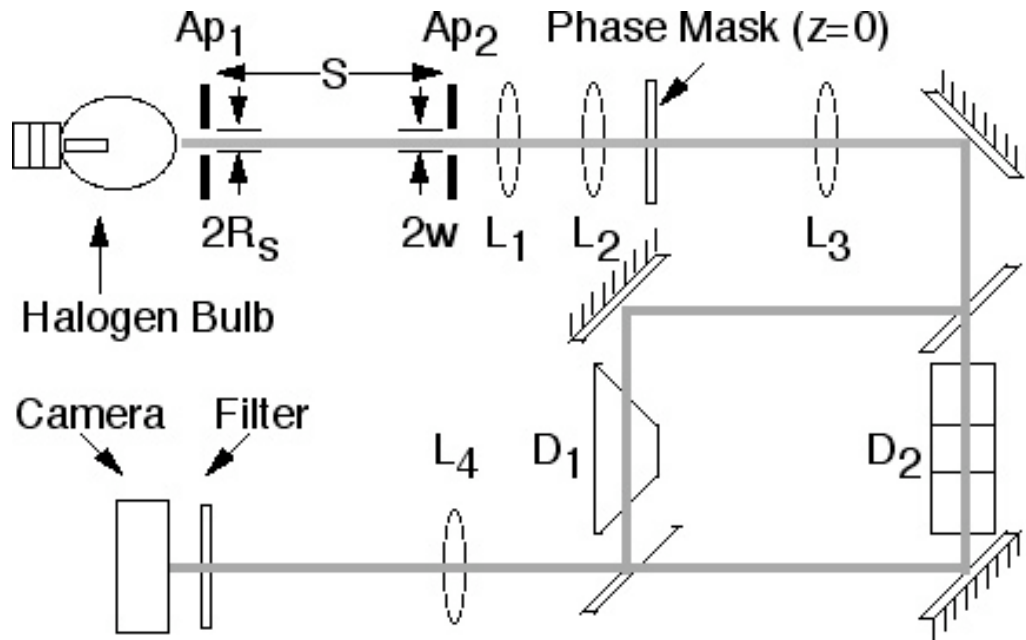 Ap1
Ap2
Phase Mask (z=0)
S
2Rs
2w
L1
L2
L3
Halogen Bulb
Camera
Filter
L4
D1
D2